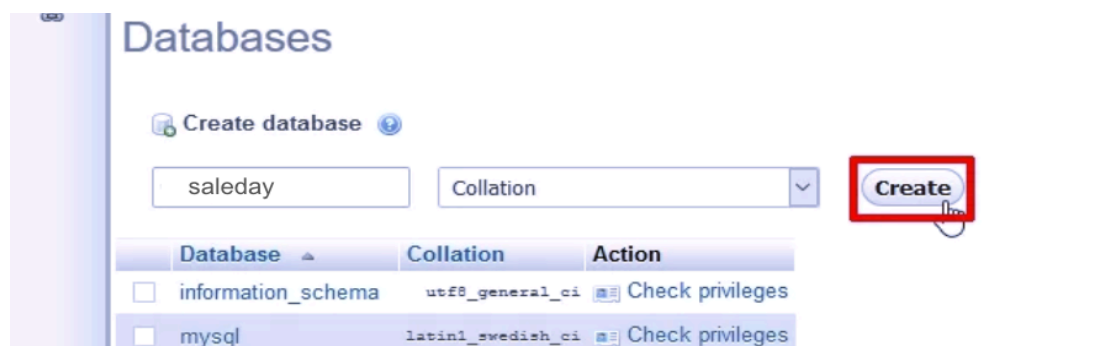 Databases
Create database
saleday Collation Create
Database Collation Action
information_schema utf8_general_ci Check privileges
mysql latin1_swedish_ci Check privileges